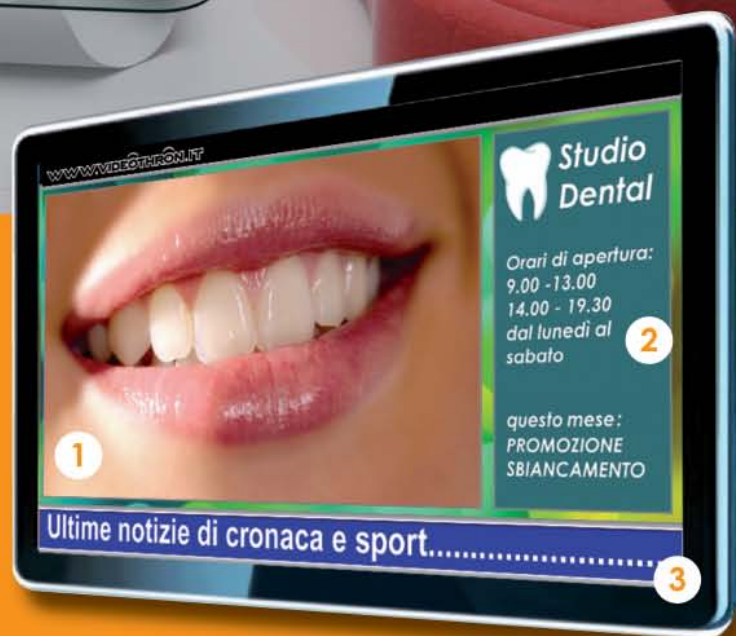 WWW.VIDEOTHRON.IT
Studio
Dental
Orari di apertura:
9.00 -13.00
14.00 - 19.30
dal lunedì al
sabato
2
questo mese:
PROMOZIONE
SBIANCAMENTO
1
Ultime notizie di cronaca e sport...............................
3